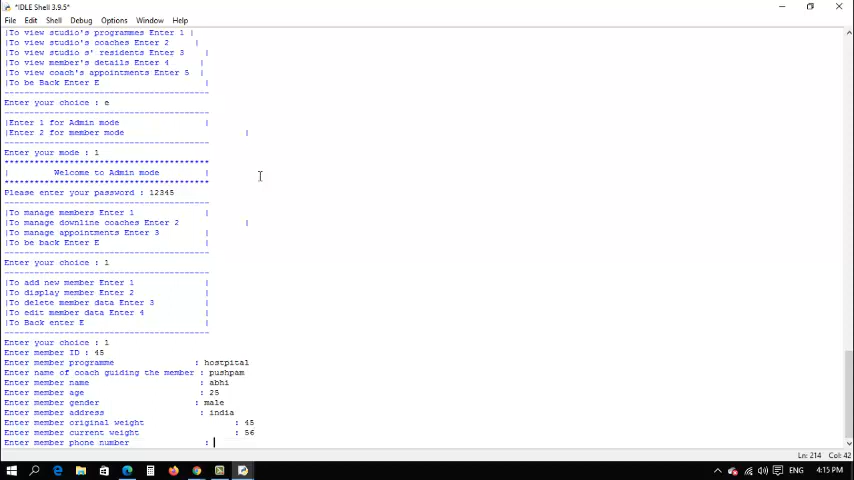 *IDLE Shell 3.9.5*
File Edit Shell Debug Options Window Help
|To view studio's programmes Enter 1 |
|To view studio's coaches Enter 2 |
|To view studio s' residents Enter 3 |
|To view member's details Enter 4 |
|To view coach's appointments Enter 5 |
|To be Back Enter E |
-----------------------------------------
Enter your choice : e
-----------------------------------------
|Enter 1 for Admin mode |
|Enter 2 for member mode |
-----------------------------------------
Enter your mode : 1
*****************************************
| Welcome to Admin mode |
*****************************************
Please enter your password : 12345
-----------------------------------------
|To manage members Enter 1 |
|To manage downline coaches Enter 2 |
|To manage appointments Enter 3 |
|To be back Enter E |
-----------------------------------------
Enter your choice : 1
-----------------------------------------
|To add new member Enter 1 |
|To display member Enter 2 |
|To delete member data Enter 3 |
|To edit member data Enter 4 |
|To Back enter E |
-----------------------------------------
Enter your choice : 1
Enter member ID : 45
Enter member programme : hostpital
Enter name of coach guiding the member : pushpam
Enter member name : abhi
Enter member age : 25
Enter member gender : male
Enter member address : india
Enter member original weight : 45
Enter member current weight : 56
Enter member phone number :
Ln: 214 Col: 42
ENG 4:15 PM